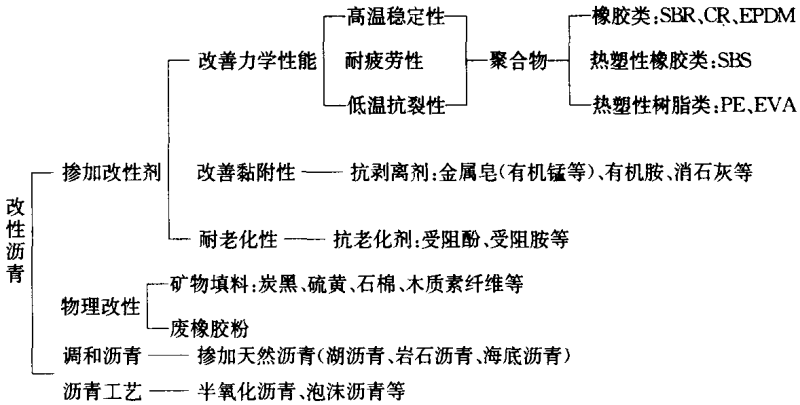 高温稳定性
橡胶类:SBR、CR、EPDM
改善力学性能
耐疲劳性
聚合物
热塑性橡胶类:SBS
低温抗裂性
热塑性树脂类:PE、EVA
掺加改性剂
改善黏附性
抗剥离剂:金属皂(有机锰等)、有机胺、消石灰等
改性沥青
耐老化性
抗老化剂:受阻酚、受阻胺等
物理改性
矿物填料:炭黑、硫黄、石棉、木质素纤维等
废橡胶粉
调和沥青
掺加天然沥青(湖沥青、岩石沥青、海底沥青)
沥青工艺
半氧化沥青、泡沫沥青等